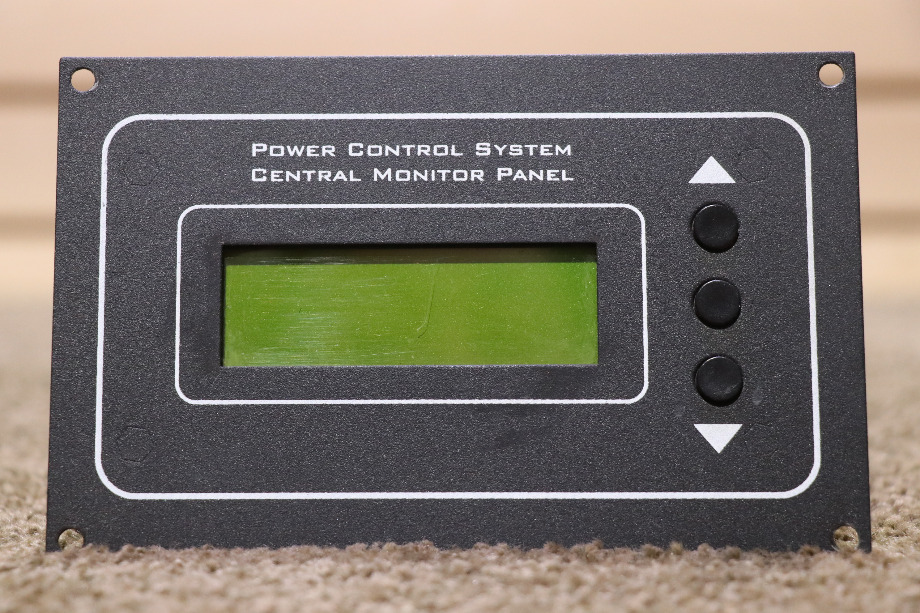 Power Control System
Central Monitor Panel